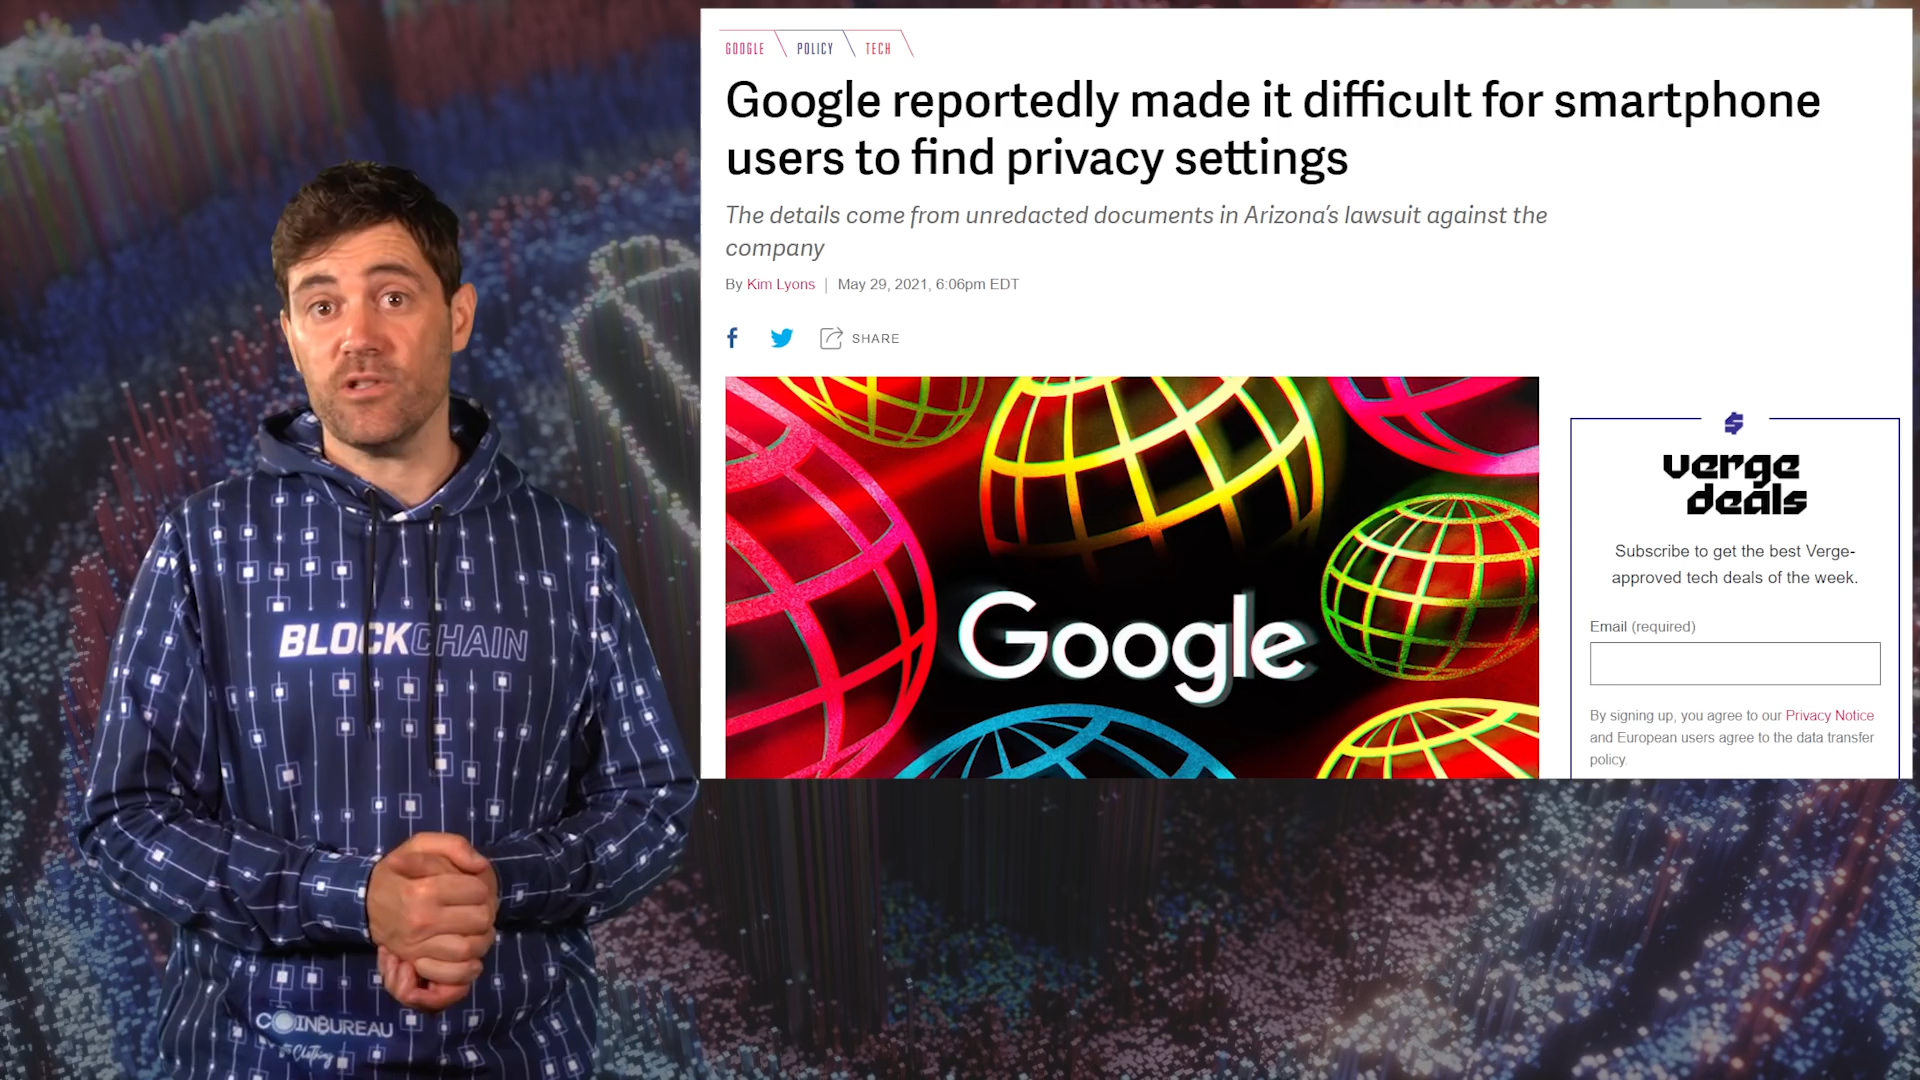 GOOGLE POLICY TECH
Google reportedly made it difficult for smartphone
users to find privacy settings
The details come from unredacted documents in Arizona's lawsuit against the
company
By Kim Lyons | May 29, 2021, 6:06pm EDT
SHARE
Google
verge
deals
Subscribe to get the best Verge-
approved tech deals of the week.
Email (required)
By signing up, you agree to our Privacy Notice
and European users agree to the data transfer
policy.
BLOCKCHAIN
COINBUREAU
Clothing